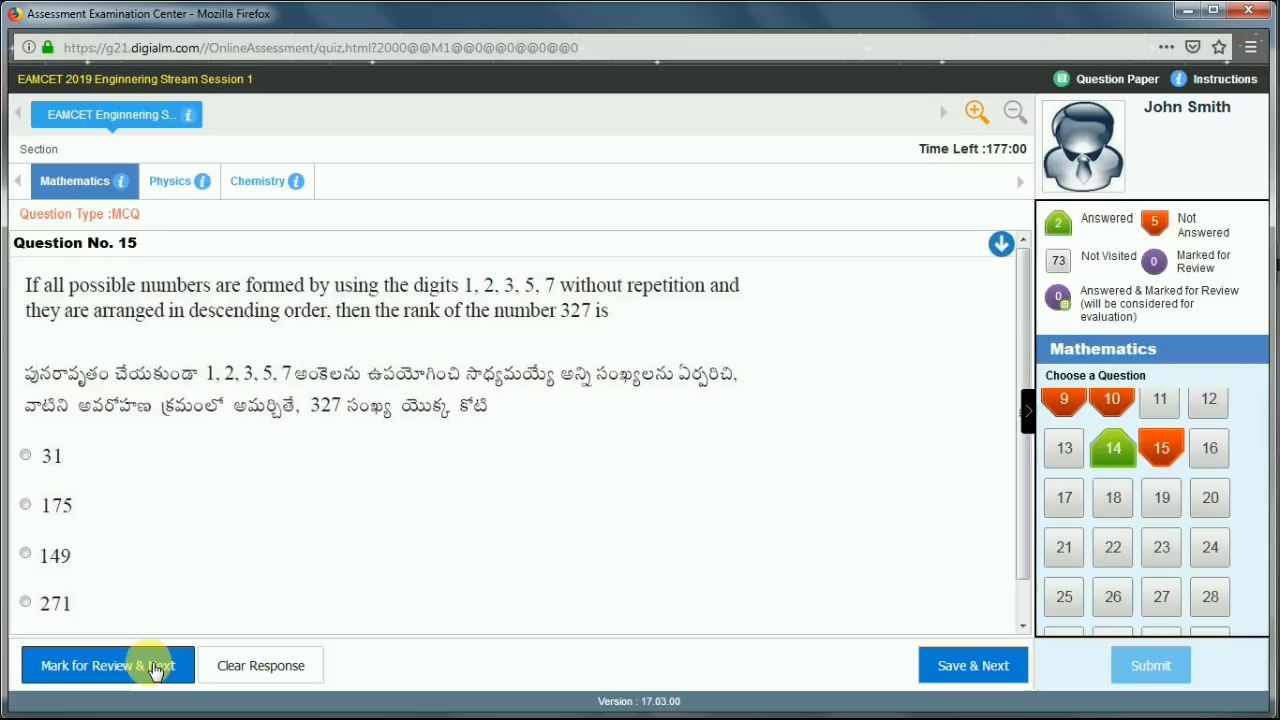 Assessment Examination Center - Mozilla Firefox
https://g21.digialm.com//OnlineAssessment/quiz.html?2000@@M1@@0@@0@@0@@0
EAMCET 2019 Enginnering Stream Session 1
Question Paper
Instructions
EAMCET Enginnering S...
John Smith
Section
Time Left :177:00
Mathematics
Physics
Chemistry
Question Type :MCQ
Question No. 15
If all possible numbers are formed by using the digits 1, 2, 3, 5, 7 without repetition and
they are arranged in descending order, then the rank of the number 327 is
పునరావృతం చేయకుండా 1, 2, 3, 5, 7 అంకెలను ఉపయోగించి సాధ్యమయ్యే అన్ని సంఖ్యలను ఏర్పరిచి,
వాటిని అవరోహణ క్రమంలో అమర్చితే, 327 సంఖ్య యొక్క కోటి
31
175
149
271
Mark for Review & Next
Clear Response
Save & Next
2 Answered
5 Not
Answered
73 Not Visited
0 Marked for
Review
0 Answered & Marked for Review
(will be considered for
evaluation)
Mathematics
Choose a Question
9 10 11 12
13 14 15 16
17 18 19 20
21 22 23 24
25 26 27 28
Submit
Version : 17.03.00